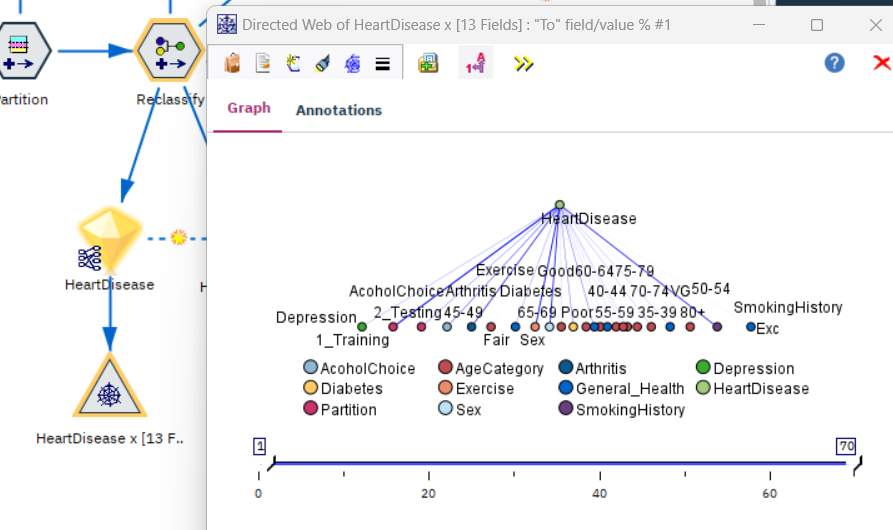 Directed Web of HeartDisease x [13 Fields] : "To" field/value % #1
Partition
Reclassify
Graph
Annotations
HeartDisease
HeartDisease
Exercise Good 60-64 75-79
AcoholChoice Arthritis Diabetes 40-44 70-74 VG 50-54
Depression 2_Testing 45-49 65-69 Poor 55-59 35-39 80+ SmokingHistory
1_Training Fair Sex Exc
AcoholChoice AgeCategory Arthritis Depression
Diabetes Exercise General_Health HeartDisease
Partition Sex SmokingHistory
HeartDisease x [13 F..
1 70
0 20 40 60